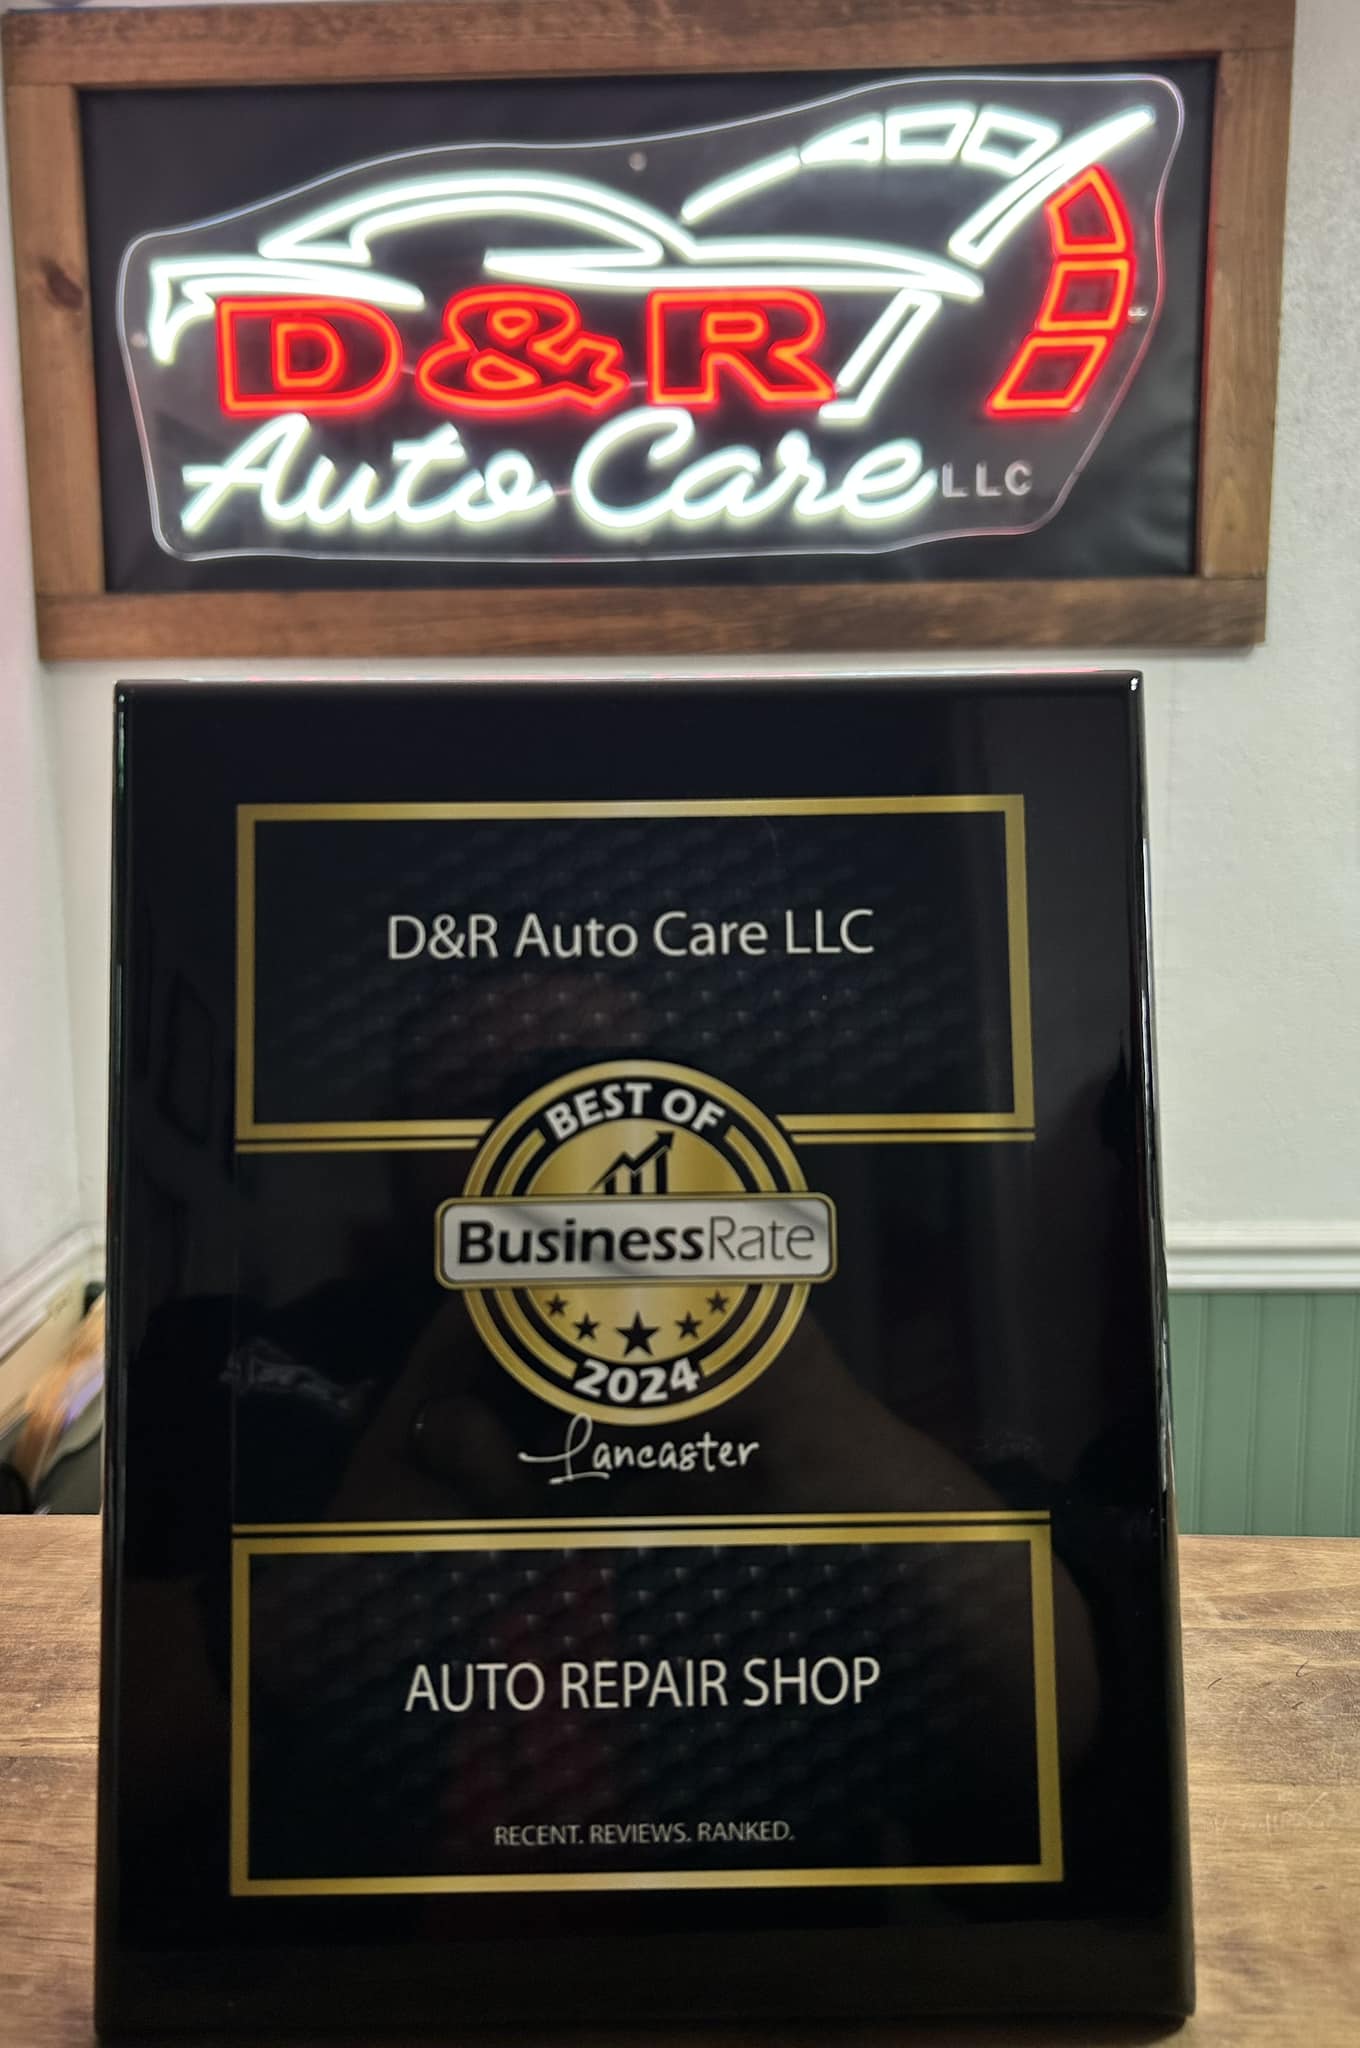 D&R
Auto Care LLC
D&R Auto Care LLC
BEST OF
BusinessRate
2024
Lancaster
AUTO REPAIR SHOP
RECENT. REVIEWS. RANKED.